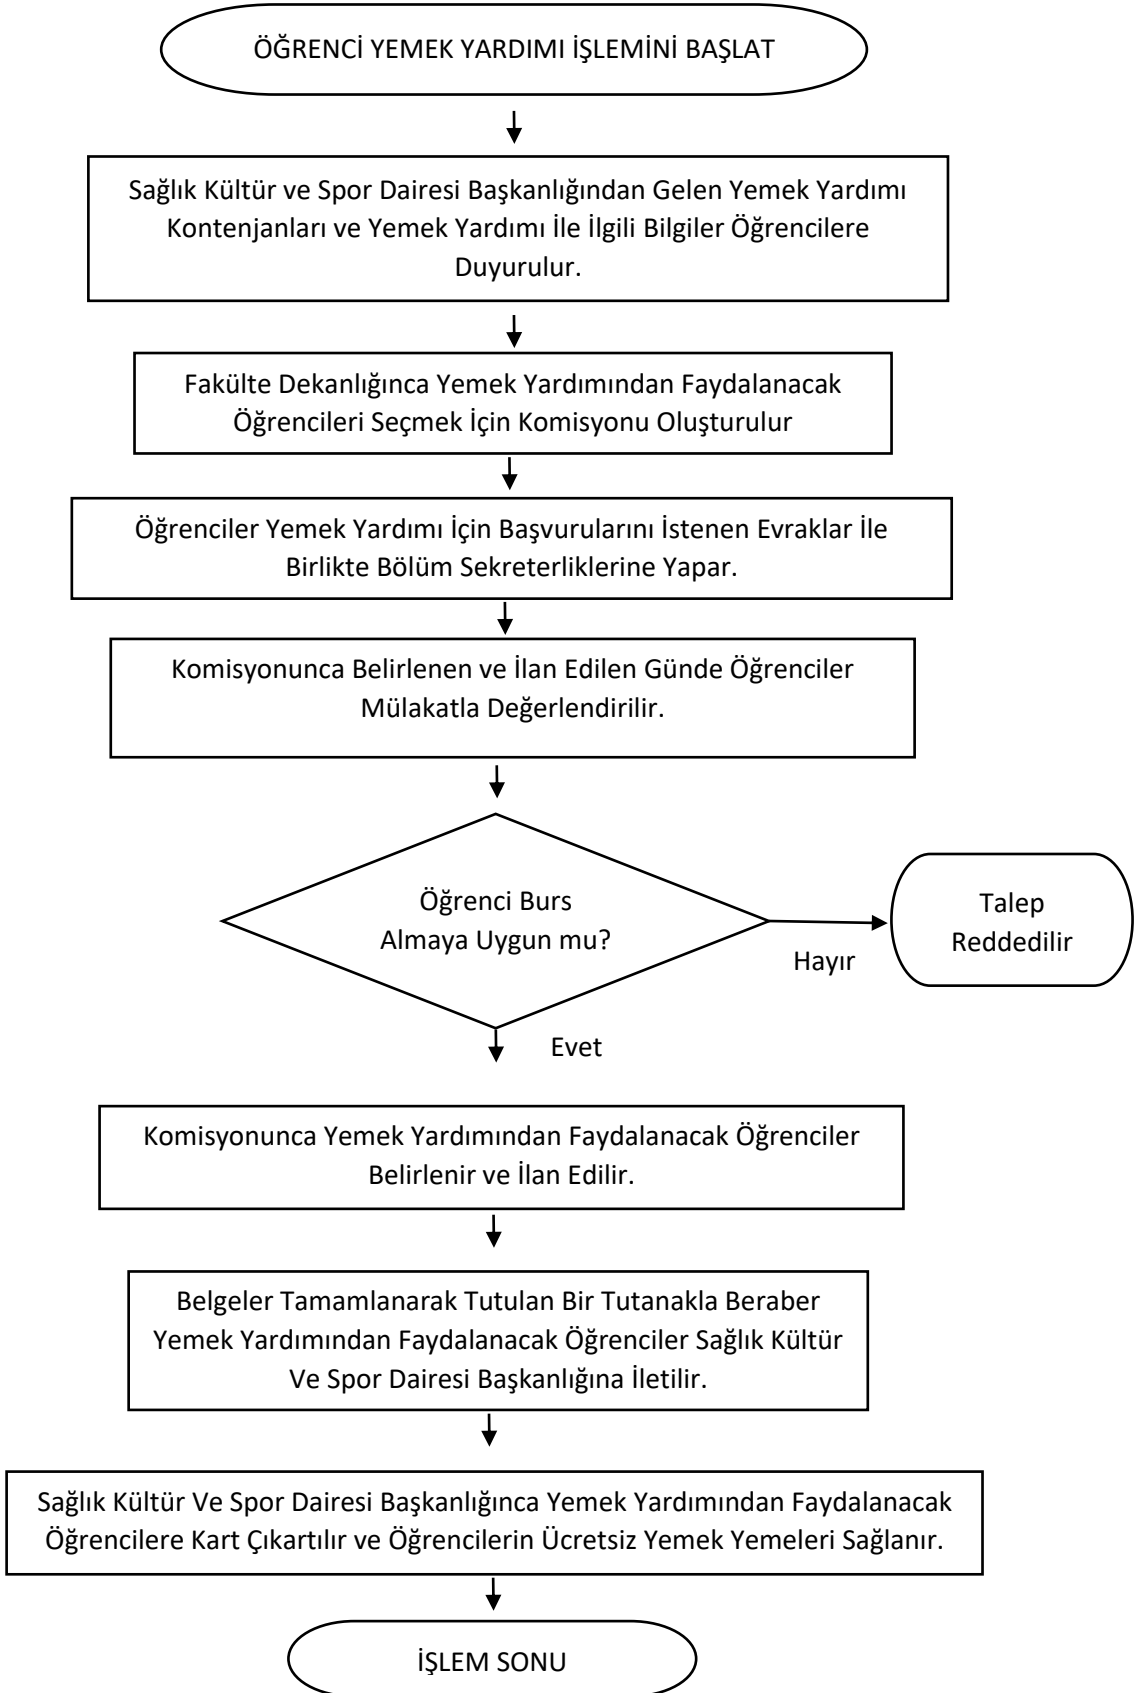 ÖĞRENCİ YEMEK YARDIMI İŞLEMİNİ BAŞLAT
Sağlık Kültür ve Spor Dairesi Başkanlığından Gelen Yemek Yardımı
Kontenjanları ve Yemek Yardımı İle İlgili Bilgiler Öğrencilere
Duyurulur.
Fakülte Dekanlığınca Yemek Yardımından Faydalanacak
Öğrencileri Seçmek İçin Komisyonu Oluşturulur
Öğrenciler Yemek Yardımı İçin Başvurularını İstenen Evraklar İle
Birlikte Bölüm Sekreterliklerine Yapar.
Komisyonunca Belirlenen ve İlan Edilen Günde Öğrenciler
Mülakatla Değerlendirilir.
Öğrenci Burs
Almaya Uygun mu?
Hayır
Talep
Reddedilir
Evet
Komisyonunca Yemek Yardımından Faydalanacak Öğrenciler
Belirlenir ve İlan Edilir.
Belgeler Tamamlanarak Tutulan Bir Tutanakla Beraber
Yemek Yardımından Faydalanacak Öğrenciler Sağlık Kültür
Ve Spor Dairesi Başkanlığına İletilir.
Sağlık Kültür Ve Spor Dairesi Başkanlığınca Yemek Yardımından Faydalanacak
Öğrencilere Kart Çıkartılır ve Öğrencilerin Ücretsiz Yemek Yemeleri Sağlanır.
İŞLEM SONU